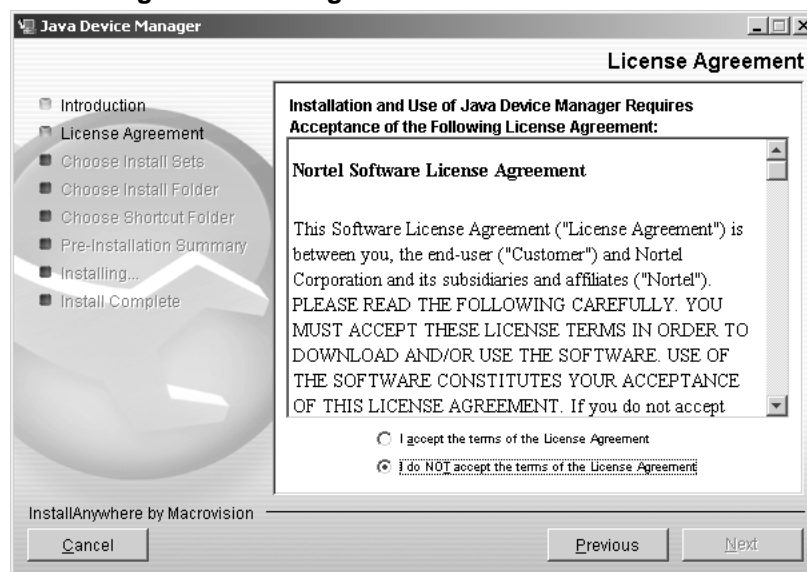 Java Device Manager
License Agreement
Introduction
License Agreement
Choose Install Sets
Choose Install Folder
Choose Shortcut Folder
Pre-Installation Summary
Installing...
Install Complete
Installation and Use of Java Device Manager Requires
Acceptance of the Following License Agreement:
Nortel Software License Agreement
This Software License Agreement ("License Agreement") is
between you, the end-user ("Customer") and Nortel
Corporation and its subsidiaries and affiliates ("Nortel").
PLEASE READ THE FOLLOWING CAREFULLY. YOU
MUST ACCEPT THESE LICENSE TERMS IN ORDER TO
DOWNLOAD AND/OR USE THE SOFTWARE. USE OF
THE SOFTWARE CONSTITUTES YOUR ACCEPTANCE
OF THIS LICENSE AGREEMENT. If you do not accept
I accept the terms of the License Agreement
I do NOT accept the terms of the License Agreement
InstallAnywhere by Macrovision
Cancel
Previous
Next